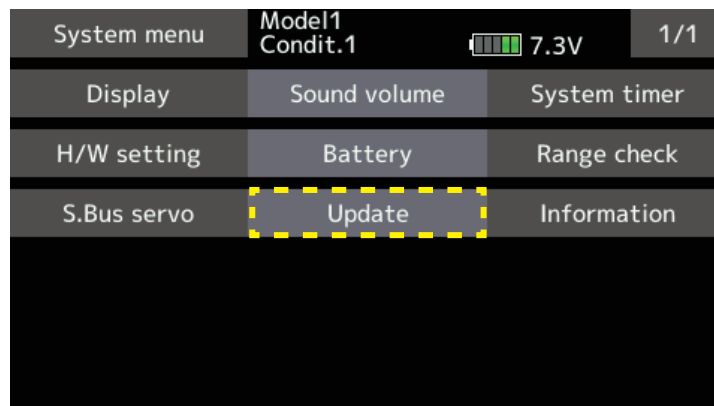 System menu
Model1
Condit.1
7.3V
1/1
Display
Sound volume
System timer
H/W setting
Battery
Range check
S.Bus servo
Update
Information